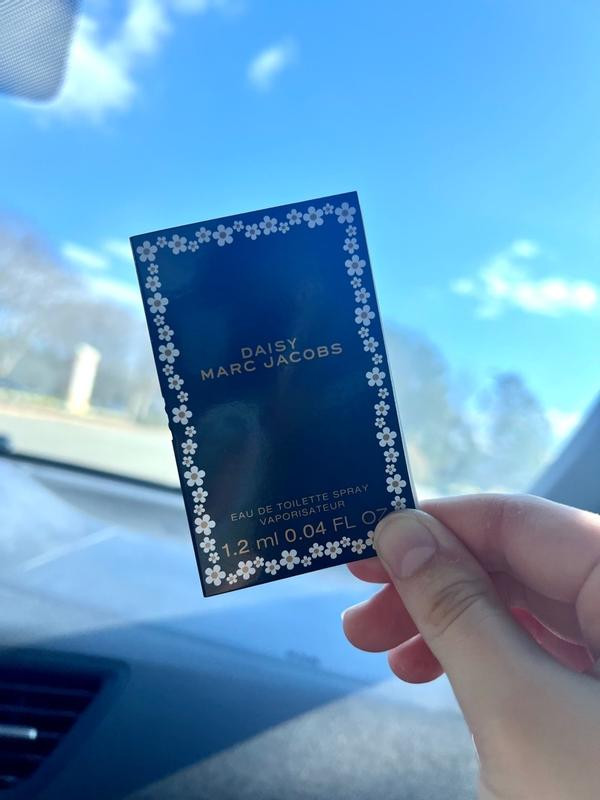 DAISY
MARC JACOBS
EAU DE TOILETTE SPRAY
VAPORISATEUR
1.2 ml 0.04 FL OZ